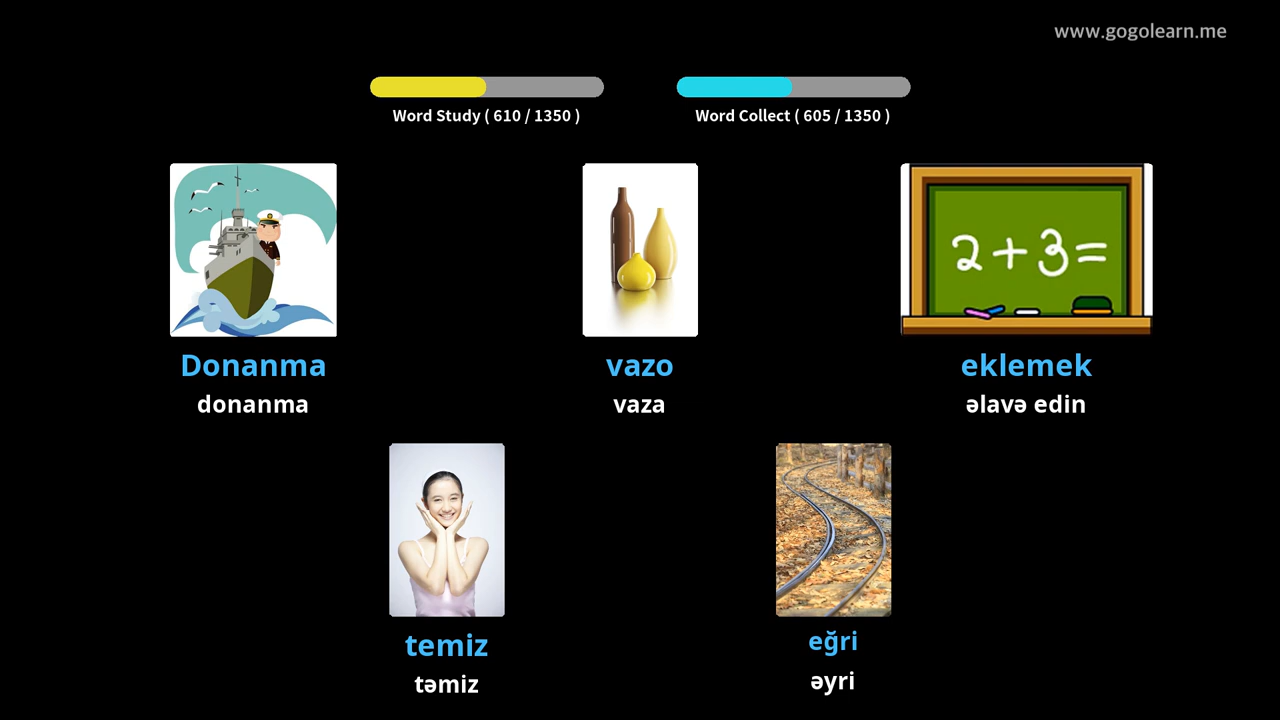 www.gogolearn.me
Word Study ( 610 / 1350 )
Word Collect ( 605 / 1350 )
2+3=
Donanma
donanma
vazo
vaza
eklemek
əlavə edin
temiz
təmiz
eğri
əyri